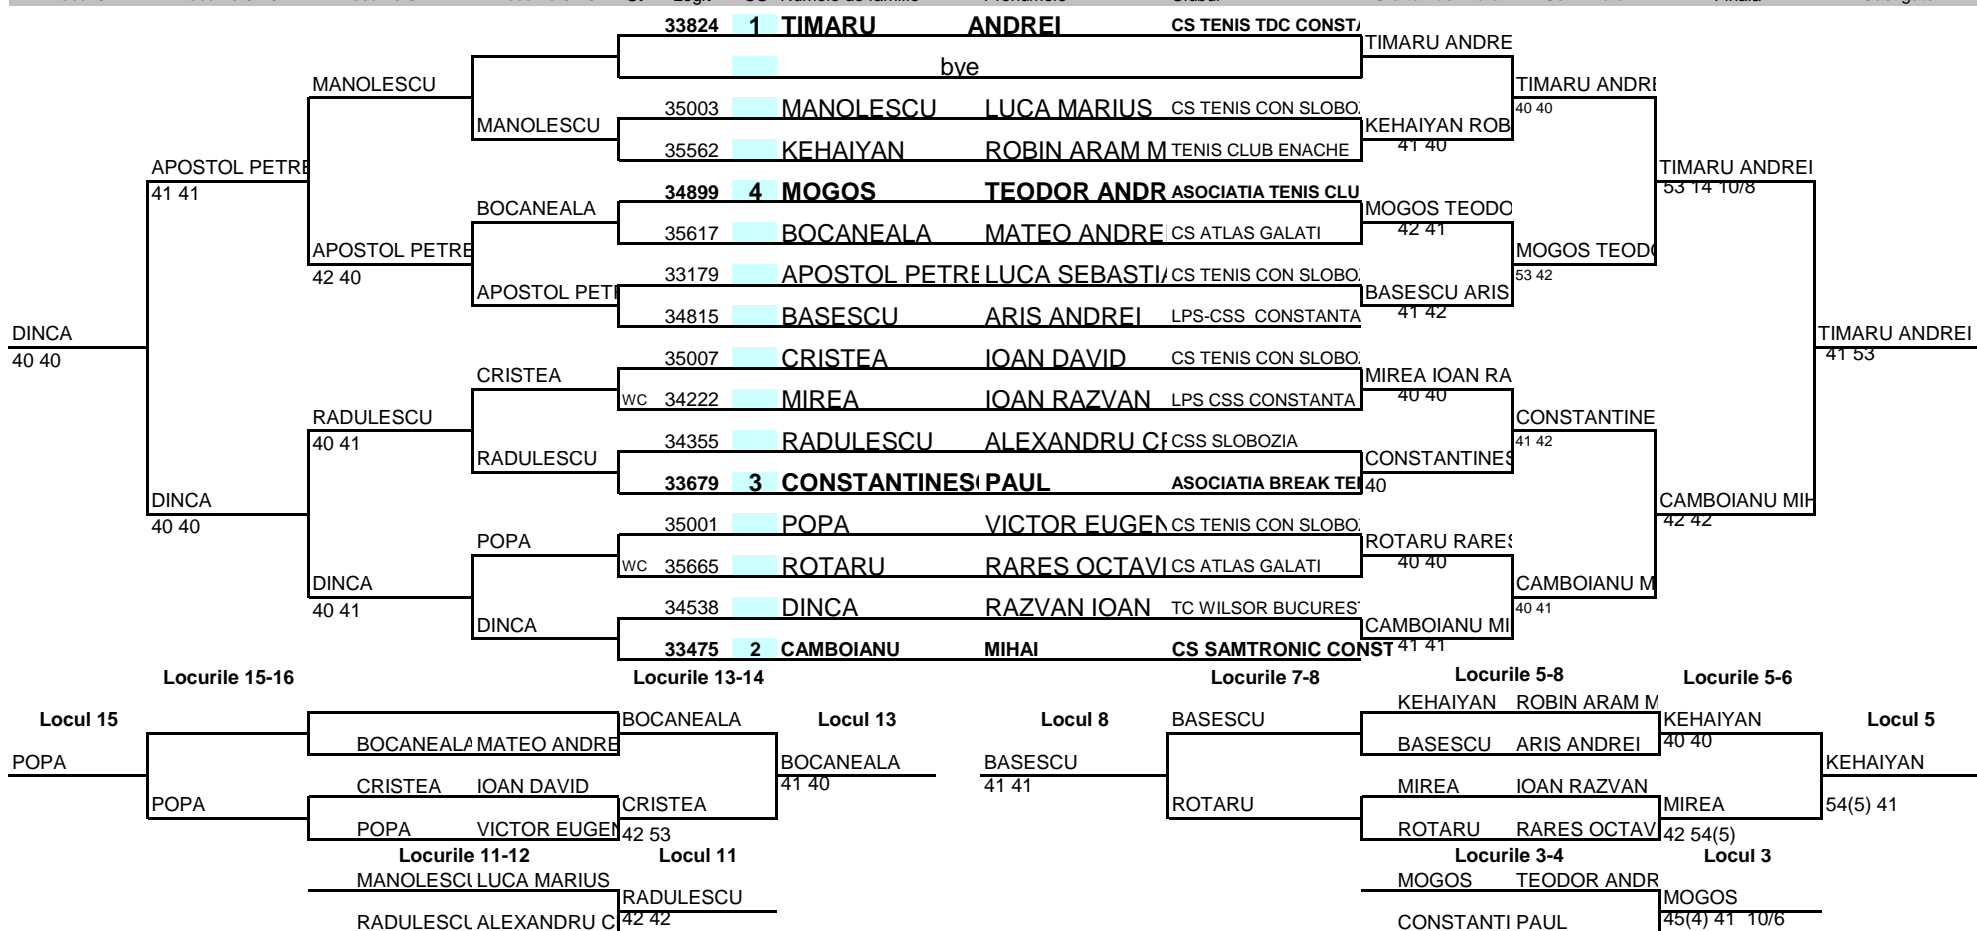 33824 1 TIMARU ANDREI CS TENIS TDC CONSTA
TIMARU ANDRE
bye
MANOLESCU TIMARU ANDRE
35003 MANOLESCU LUCA MARIUS CS TENIS CON SLOBO 40 40
MANOLESCU KEHAIYAN ROB
35562 KEHAIYAN ROBIN ARAM M TENIS CLUB ENACHE 41 40
APOSTOL PETRE TIMARU ANDREI
41 41 34899 4 MOGOS TEODOR ANDR ASOCIATIA TENIS CLU 53 14 10/8
BOCANEALA MOGOS TEODO
35617 BOCANEALA MATEO ANDRE CS ATLAS GALATI 42 41
APOSTOL PETRE MOGOS TEODO
42 40 33179 APOSTOL PETRE LUCA SEBASTIA CS TENIS CON SLOBO 53 42
APOSTOL PET BASESCU ARIS
34815 BASESCU ARIS ANDREI LPS-CSS CONSTANTA 41 42
DINCA TIMARU ANDREI
40 40 35007 CRISTEA IOAN DAVID CS TENIS CON SLOBO 41 53
CRISTEA MIREA IOAN RA
WC 34222 MIREA IOAN RAZVAN LPS CSS CONSTANTA 40 40
RADULESCU CONSTANTINE
40 41 34355 RADULESCU ALEXANDRU C CSS SLOBOZIA 41 42
RADULESCU CONSTANTINES
33679 3 CONSTANTINES PAUL ASOCIATIA BREAK TE 40
DINCA CAMBOIANU MIH
40 40 35001 POPA VICTOR EUGEN CS TENIS CON SLOBO 42 42
POPA ROTARU RARES
WC 35665 ROTARU RARES OCTAVI CS ATLAS GALATI 40 40
DINCA CAMBOIANU M
40 41 34538 DINCA RAZVAN IOAN TC WILSOR BUCURES 40 41
DINCA CAMBOIANU MI
33475 2 CAMBOIANU MIHAI CS SAMTRONIC CONST 41 41
Locurile 15-16 Locurile 13-14 Locurile 7-8 Locurile 5-8 Locurile 5-6
KEHAIYAN ROBIN ARAM M
Locul 15 BOCANEALA Locul 13 Locul 8 BASESCU KEHAIYAN Locul 5
BOCANEALA MATEO ANDRE BASESCU ARIS ANDREI 40 40
POPA BOCANEALA BASESCU KEHAIYAN
CRISTEA IOAN DAVID 41 40 41 41 MIREA IOAN RAZVAN
POPA CRISTEA ROTARU MIREA 54(5) 41
POPA VICTOR EUGEN 42 53 ROTARU RARES OCTAV 42 54(5)
Locurile 11-12 Locul 11 Locurile 3-4 Locul 3
MANOLESCU LUCA MARIUS MOGOS TEODOR ANDR
RADULESCU MOGOS
RADULESCU ALEXANDRU C 42 42 CONSTANTI PAUL 45(4) 41 10/6